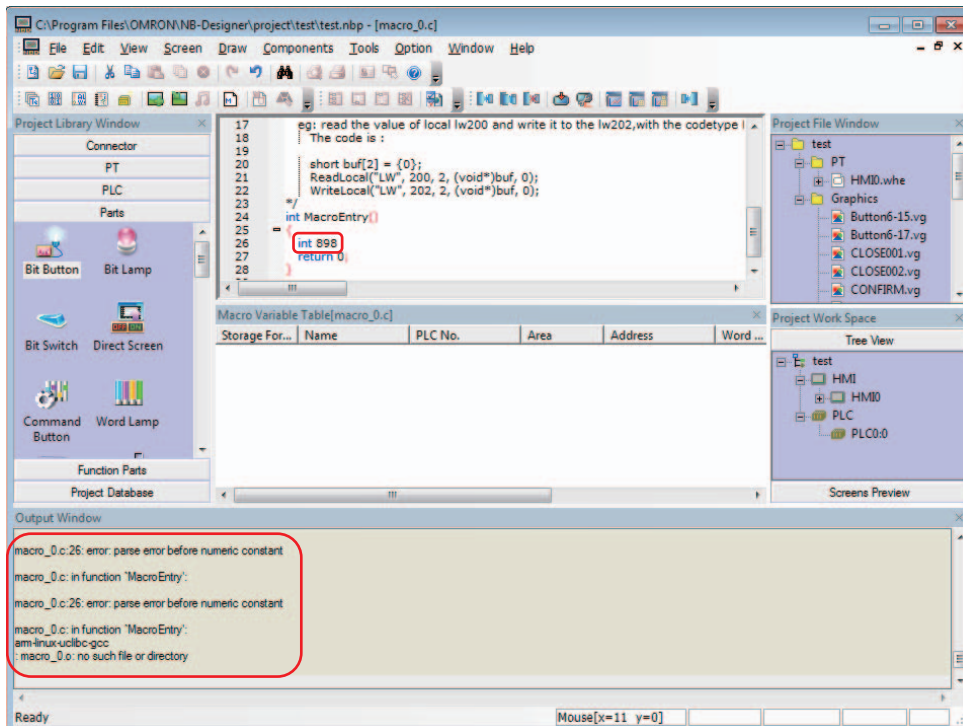 C:\Program Files\OMRON\NB-Designer\project\test\test.nbp - [macro_0.c]
File Edit View Screen Draw Components Tools Option Window Help
Project Library Window
Connector
PT
PLC
Parts
Bit Button Bit Lamp
Bit Switch Direct Screen
Command Button Word Lamp
Function Parts
Project Database
17 eg: read the value of local lw200 and write it to the lw202,with the codetype
18 The code is :
19
20 short buf[2] = {0};
21 ReadLocal("LW", 200, 2, (void*)buf, 0);
22 WriteLocal("LW", 202, 2, (void*)buf, 0);
23 */
24 int MacroEntry()
25 {
26 int 898
27 return 0;
28 }
Macro Variable Table[macro_0.c]
Storage For... Name PLC No. Area Address Word ...
Project File Window
test
PT
HMI0.whe
Graphics
Button6-15.vg
Button6-17.vg
CLOSE001.vg
CLOSE002.vg
CONFIRM.vg
Project Work Space
Tree View
test
HMI
HMI0
PLC
PLC0:0
Screens Preview
Output Window
macro_0.c:26: error: parse error before numeric constant
macro_0.c: in function `MacroEntry':
macro_0.c:26: error: parse error before numeric constant
macro_0.c: in function `MacroEntry':
arm-linux-uclibc-gcc
: macro_0.o: no such file or directory
Ready
Mouse[x=11 y=0]